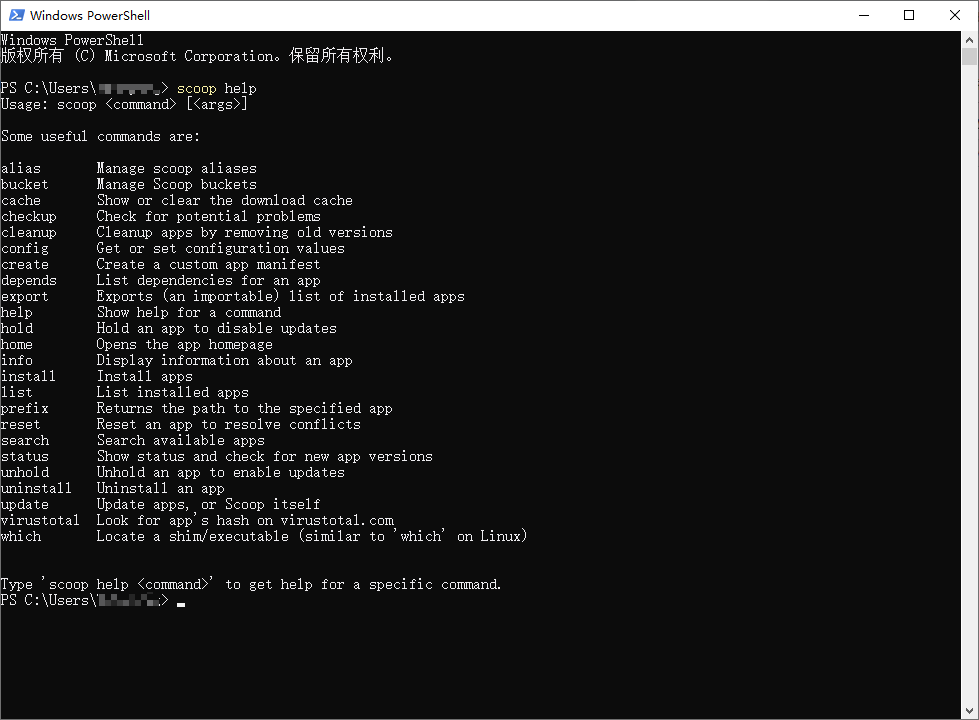 Windows PowerShell
Windows PowerShell
版权所有 (C) Microsoft Corporation。保留所有权利。
PS C:\Users\> scoop help
Usage: scoop <command> [<args>]
Some useful commands are:
alias Manage scoop aliases
bucket Manage Scoop buckets
cache Show or clear the download cache
checkup Check for potential problems
cleanup Cleanup apps by removing old versions
config Get or set configuration values
create Create a custom app manifest
depends List dependencies for an app
export Exports (an importable) list of installed apps
help Show help for a command
hold Hold an app to disable updates
home Opens the app homepage
info Display information about an app
install Install apps
list List installed apps
prefix Returns the path to the specified app
reset Reset an app to resolve conflicts
search Search available apps
status Show status and check for new app versions
unhold Unhold an app to enable updates
uninstall Uninstall an app
update Update apps, or Scoop itself
virustotal Look for app's hash on virustotal.com
which Locate a shim/executable (similar to 'which' on Linux)
Type 'scoop help <command>' to get help for a specific command.
PS C:\Users\>